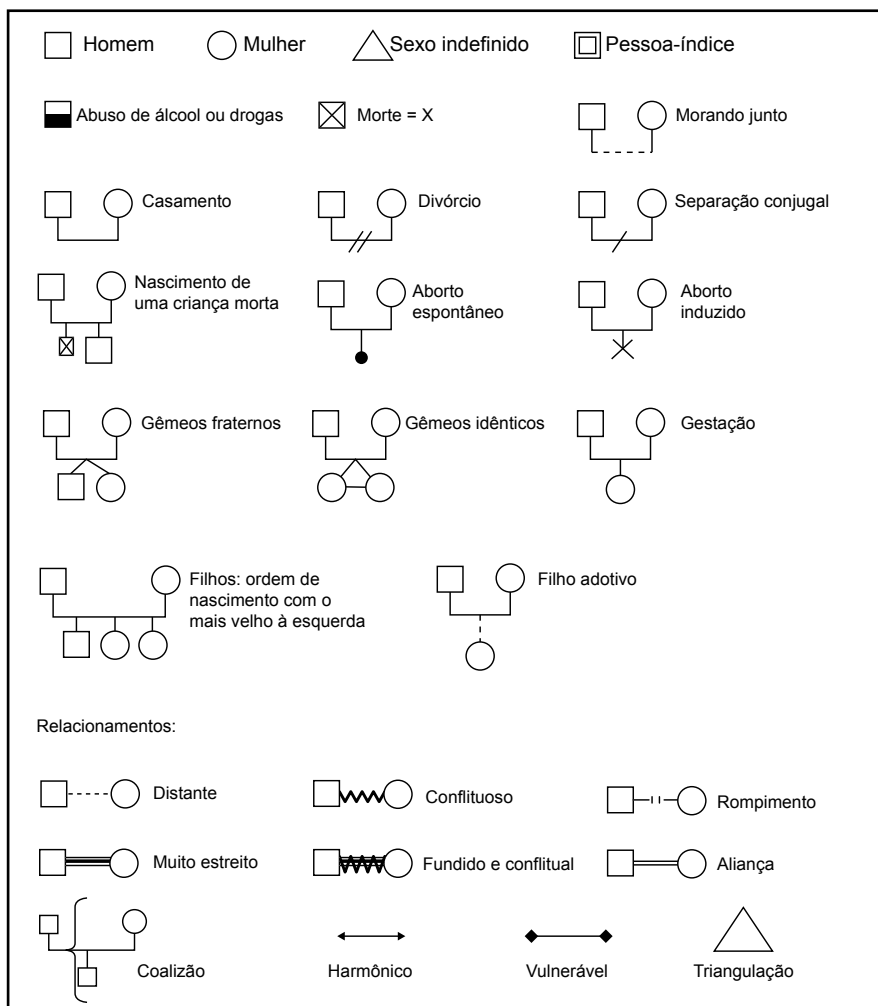 Homem
Mulher
Sexo indefinido
Pessoa-índice
Abuso de álcool ou drogas
Morte = X
Morando junto
Casamento
Divórcio
Separação conjugal
Nascimento de
uma criança morta
Aborto
espontâneo
Aborto
induzido
Gêmeos fraternos
Gêmeos idênticos
Gestação
Filhos: ordem de
nascimento com o
mais velho à esquerda
Filho adotivo
Relacionamentos:
Distante
Conflituoso
Rompimento
Muito estreito
Fundido e conflitual
Aliança
Coalizão
Harmônico
Vulnerável
Triangulação